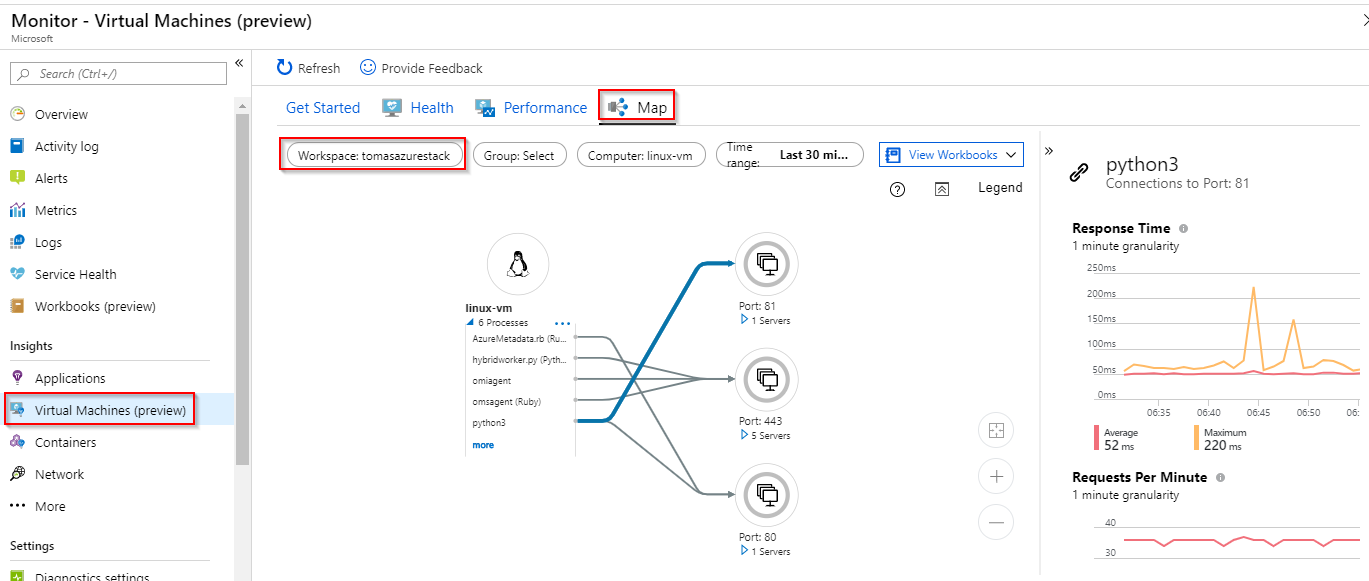 Monitor - Virtual Machines (preview)
Microsoft
Search (Ctrl+/)
Overview
Activity log
Alerts
Metrics
Logs
Service Health
Workbooks (preview)
Insights
Applications
Virtual Machines (preview)
Containers
Network
More
Settings
Diagnostics settings
Refresh
Provide Feedback
Get Started
Health
Performance
Map
Workspace: tomasazurestack
Group: Select
Computer: linux-vm
Time range: Last 30 mi...
View Workbooks
Legend
linux-vm
6 Processes
AzureMetadata.rb (Ru...
hybridworker.py (Pyth...
omiagent
omsagent (Ruby)
python3
more
Port: 81
1 Servers
Port: 443
5 Servers
Port: 80
1 Servers
python3
Connections to Port: 81
Response Time
1 minute granularity
250ms
200ms
150ms
100ms
50ms
0ms
06:35 06:40 06:45 06:50 06:
Average
52 ms
Maximum
220 ms
Requests Per Minute
1 minute granularity
40
30